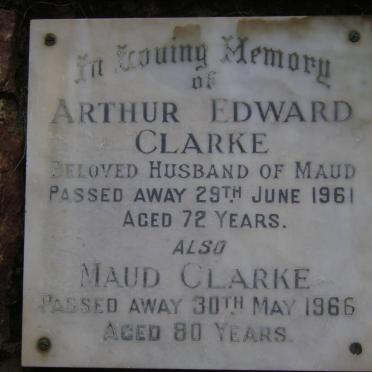 In Loving Memory
of
ARTHUR EDWARD
CLARKE
BELOVED HUSBAND OF MAUD
PASSED AWAY 29TH JUNE 1961
AGED 72 YEARS.
ALSO
MAUD CLARKE
PASSED AWAY 30TH MAY 1966
AGED 80 YEARS.